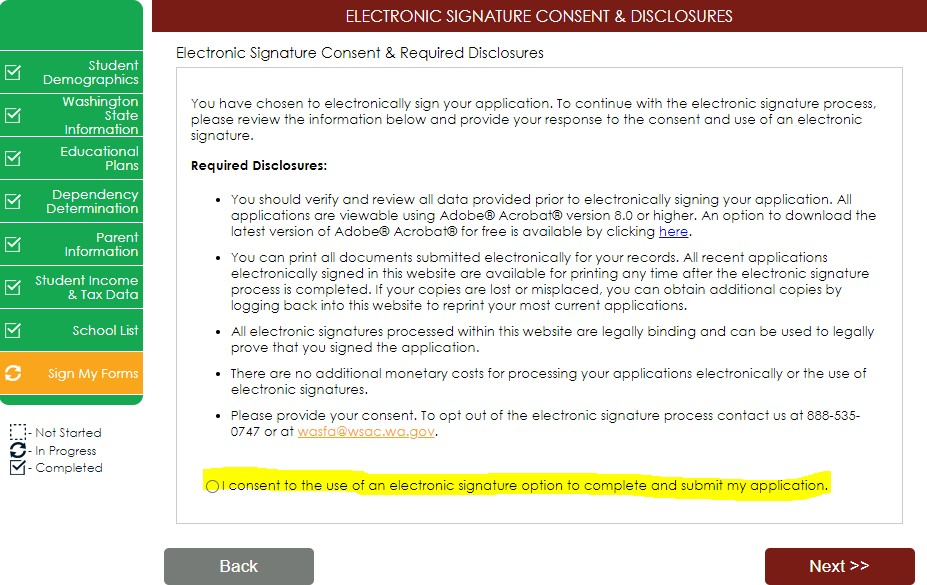 ELECTRONIC SIGNATURE CONSENT & DISCLOSURES
Student
Demographics
Washington
State
Information
Educational
Plans
Dependency
Determination
Parent
Information
Student Income
& Tax Data
School List
Sign My Forms
- Not Started
- In Progress
- Completed
Electronic Signature Consent & Required Disclosures
You have chosen to electronically sign your application. To continue with the electronic signature process,
please review the information below and provide your response to the consent and use of an electronic
signature.
Required Disclosures:
• You should verify and review all data provided prior to electronically signing your application. All
applications are viewable using Adobe® Acrobat® version 8.0 or higher. An option to download the
latest version of Adobe® Acrobat® for free is available by clicking here.
• You can print all documents submitted electronically for your records. All recent applications
electronically signed in this website are available for printing any time after the electronic signature
process is completed. If your copies are lost or misplaced, you can obtain additional copies by
logging back into this website to reprint your most current applications.
• All electronic signatures processed within this website are legally binding and can be used to legally
prove that you signed the application.
• There are no additional monetary costs for processing your applications electronically or the use of
electronic signatures.
• Please provide your consent. To opt out of the electronic signature process contact us at 888-535-
0747 or at wasfa@wsac.wa.gov.
I consent to the use of an electronic signature option to complete and submit my application.
Back
Next >>